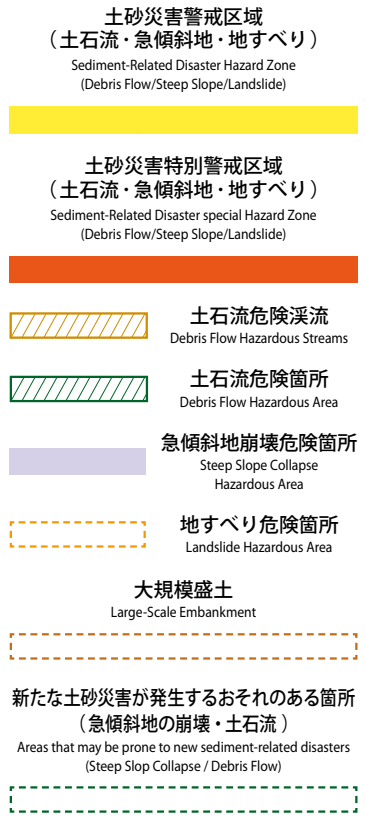 土砂災害警戒区域
（土石流・急傾斜地・地すべり）
Sediment-Related Disaster Hazard Zone
(Debris Flow/Steep Slope/Landslide)
土砂災害特別警戒区域
（土石流・急傾斜地・地すべり）
Sediment-Related Disaster special Hazard Zone
(Debris Flow/Steep Slope/Landslide)
土石流危険渓流
Debris Flow Hazardous Streams
土石流危険箇所
Debris Flow Hazardous Area
急傾斜地崩壊危険箇所
Steep Slope Collapse
Hazardous Area
地すべり危険箇所
Landslide Hazardous Area
大規模盛土
Large-Scale Embankment
新たな土砂災害が発生するおそれのある箇所
（急傾斜地の崩壊・土石流 ）
Areas that may be prone to new sediment-related disasters
(Steep Slop Collapse / Debris Flow)